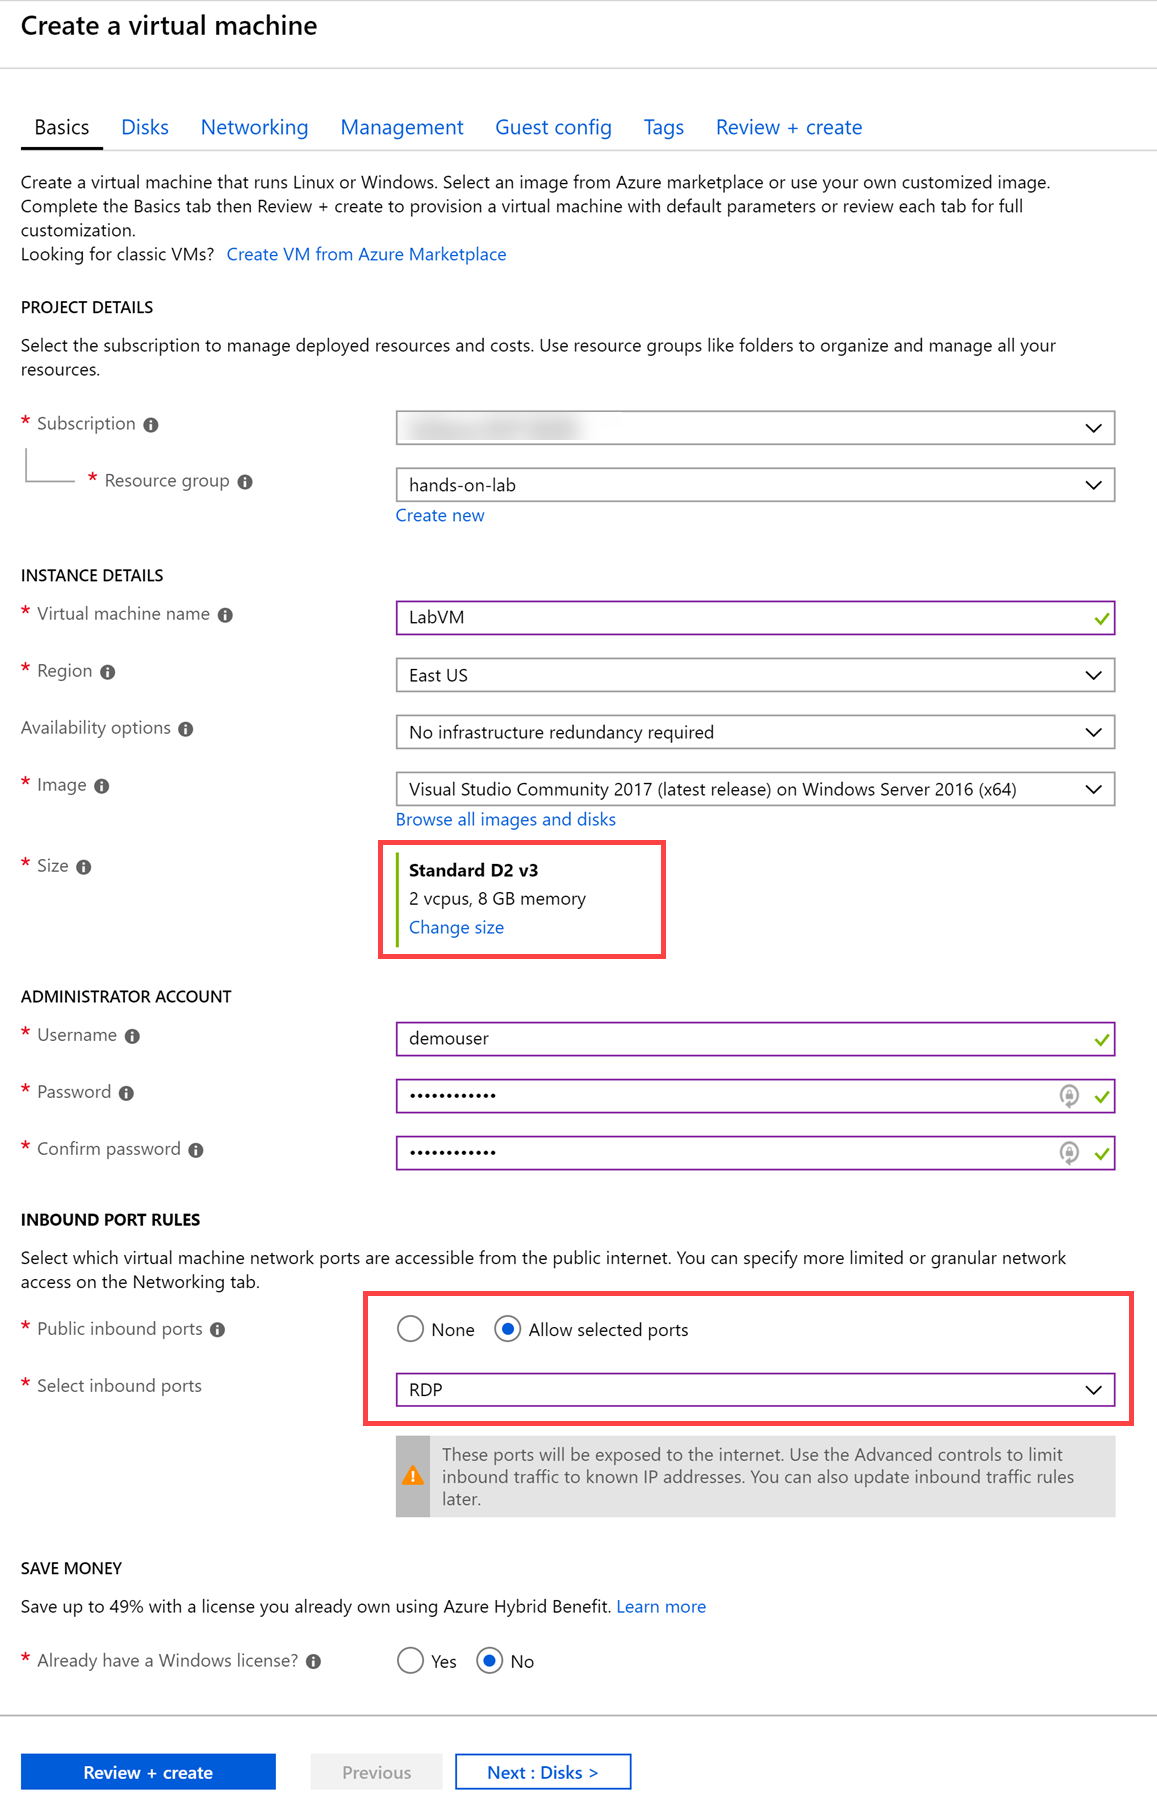 Create a virtual machine
Basics Disks Networking Management Guest config Tags Review + create
Create a virtual machine that runs Linux or Windows. Select an image from Azure marketplace or use your own customized image.
Complete the Basics tab then Review + create to provision a virtual machine with default parameters or review each tab for full
customization.
Looking for classic VMs? Create VM from Azure Marketplace
PROJECT DETAILS
Select the subscription to manage deployed resources and costs. Use resource groups like folders to organize and manage all your
resources.
* Subscription
* Resource group hands-on-lab
Create new
INSTANCE DETAILS
* Virtual machine name LabVM
* Region East US
Availability options No infrastructure redundancy required
* Image Visual Studio Community 2017 (latest release) on Windows Server 2016 (x64)
Browse all images and disks
* Size Standard D2 v3
2 vcpus, 8 GB memory
Change size
ADMINISTRATOR ACCOUNT
* Username demouser
* Password ••••••••••••
* Confirm password ••••••••••••
INBOUND PORT RULES
Select which virtual machine network ports are accessible from the public internet. You can specify more limited or granular network
access on the Networking tab.
* Public inbound ports None Allow selected ports
* Select inbound ports RDP
These ports will be exposed to the internet. Use the Advanced controls to limit
inbound traffic to known IP addresses. You can also update inbound traffic rules
later.
SAVE MONEY
Save up to 49% with a license you already own using Azure Hybrid Benefit. Learn more
* Already have a Windows license? Yes No
Review + create Previous Next : Disks >